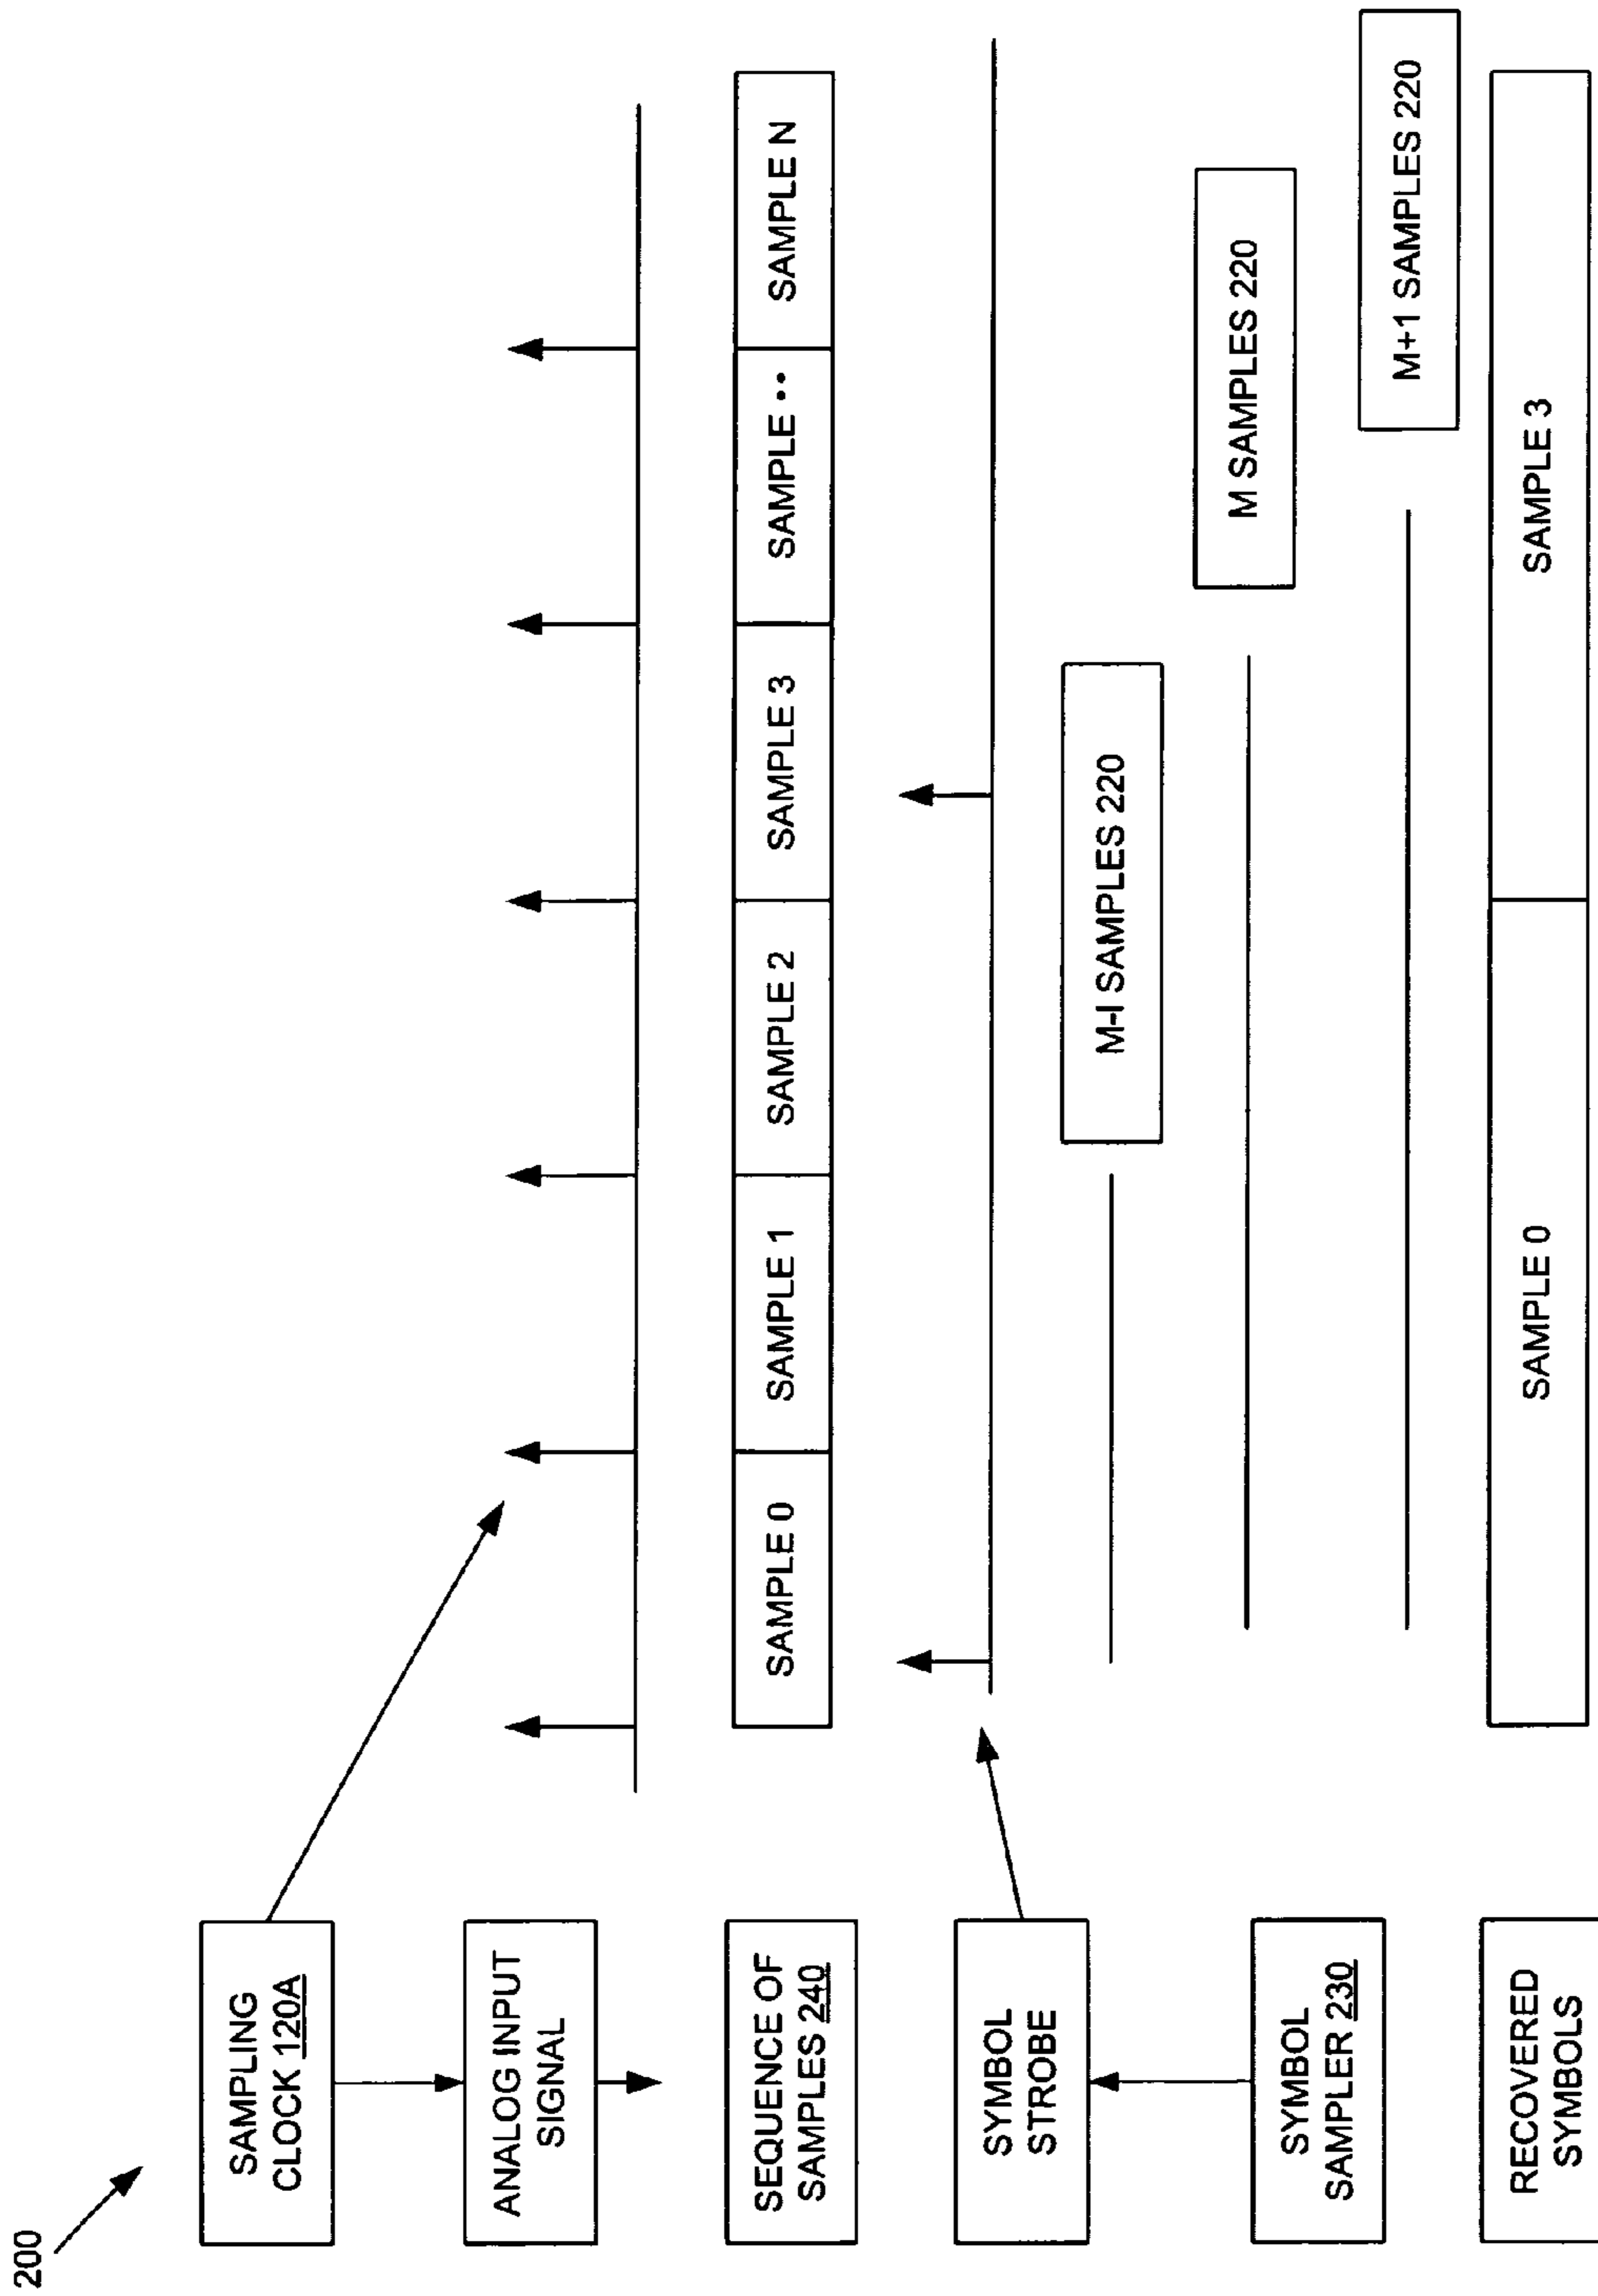 200
SAMPLING
CLOCK 120A
ANALOG INPUT
SIGNAL
SEQUENCE OF
SAMPLES 240
SAMPLE 0
SAMPLE 1
SAMPLE 2
SAMPLE 3
SAMPLE ••
SAMPLE N
SYMBOL
STROBE
M-I SAMPLES 220
SYMBOL
SAMPLER 230
M SAMPLES 220
M+1 SAMPLES 220
RECOVERED
SYMBOLS
SAMPLE 0
SAMPLE 3